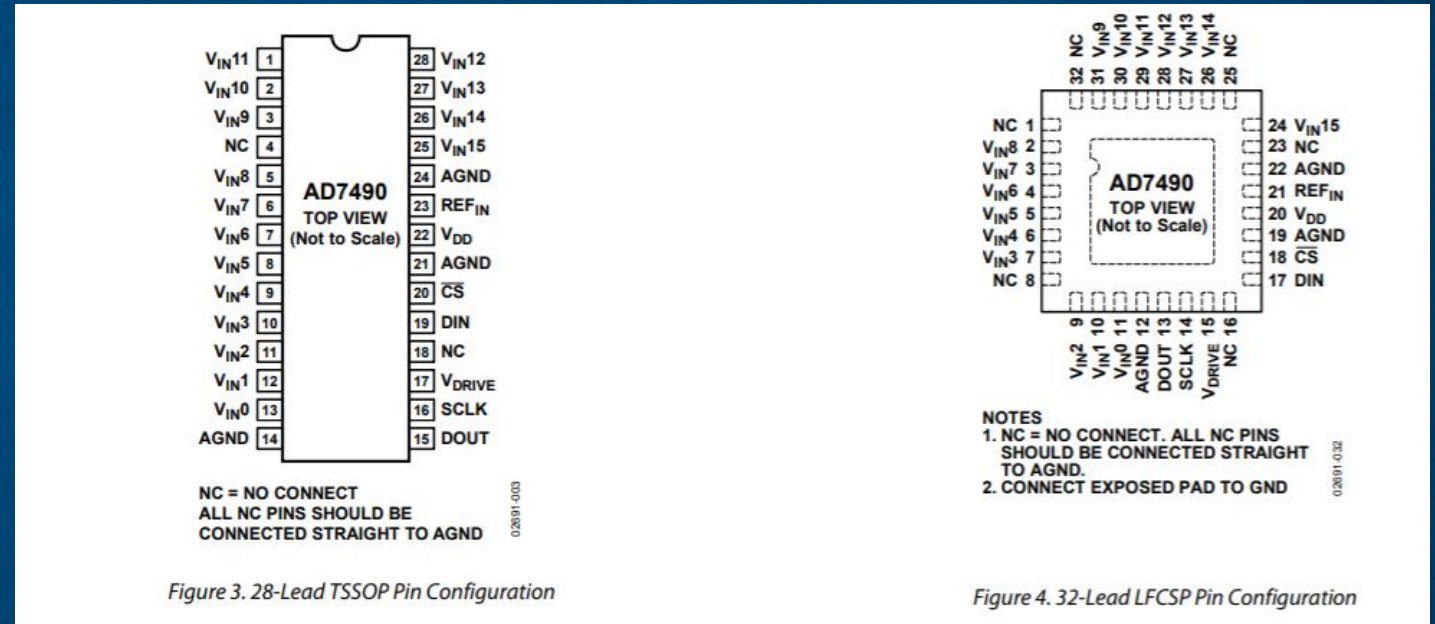 VIN11 1
VIN10 2
VIN9 3
NC 4
VIN8 5
VIN7 6
VIN6 7
VIN5 8
VIN4 9
VIN3 10
VIN2 11
VIN1 12
VIN0 13
AGND 14
AD7490
TOP VIEW
(Not to Scale)
28 VIN12
27 VIN13
26 VIN14
25 VIN15
24 AGND
23 REFIN
22 VDD
21 AGND
20 CS
19 DIN
18 NC
17 VDRIVE
16 SCLK
15 DOUT
NC = NO CONNECT
ALL NC PINS SHOULD BE
CONNECTED STRAIGHT TO AGND
02691-003
Figure 3. 28-Lead TSSOP Pin Configuration
32 NC
31 VIN9
30 VIN10
29 VIN11
28 VIN12
27 VIN13
26 VIN14
25 NC
NC 1
VIN8 2
VIN7 3
VIN6 4
VIN5 5
VIN4 6
VIN3 7
NC 8
AD7490
TOP VIEW
(Not to Scale)
24 VIN15
23 NC
22 AGND
21 REFIN
20 VDD
19 AGND
18 CS
17 DIN
VIN2 9
VIN1 10
VIN0 11
AGND 12
DOUT 13
SCLK 14
VDRIVE 15
NC 16
NOTES
1. NC = NO CONNECT. ALL NC PINS
SHOULD BE CONNECTED STRAIGHT
TO AGND.
2. CONNECT EXPOSED PAD TO GND
02691-032
Figure 4. 32-Lead LFCSP Pin Configuration